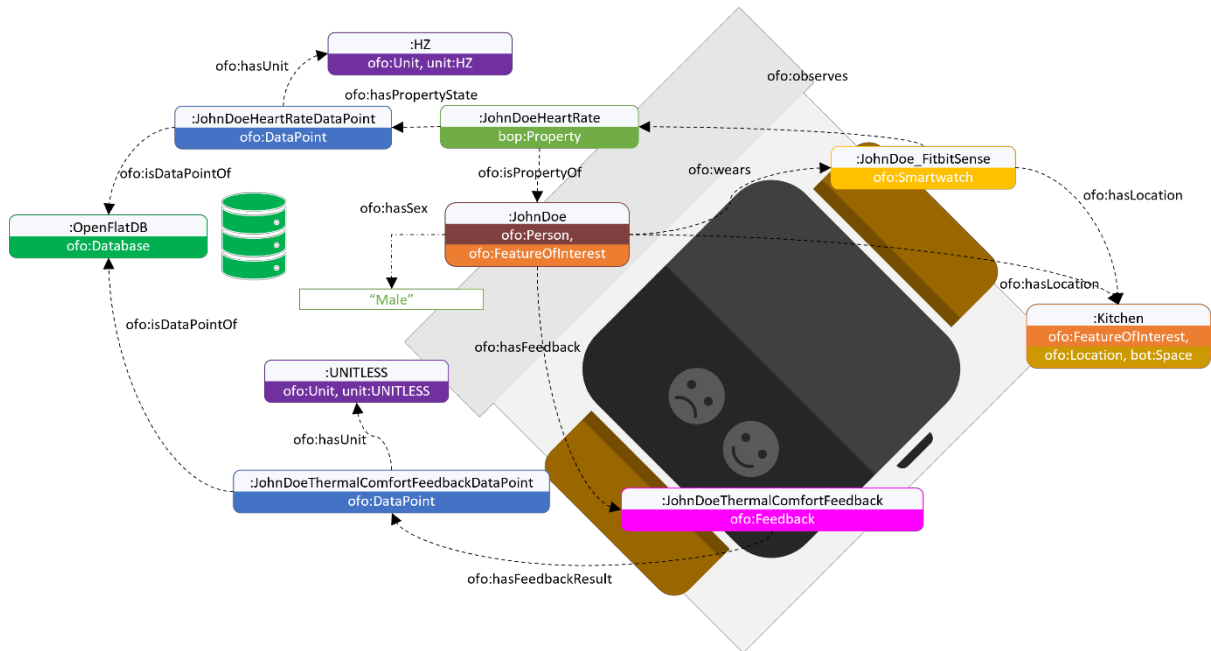 :HZ
ofo:Unit, unit:HZ
ofo:hasUnit
ofo:observes
ofo:hasPropertyState
:JohnDoeHeartRateDataPoint
ofo:DataPoint
:JohnDoeHeartRate
bop:Property
:JohnDoe_FitbitSense
ofo:Smartwatch
ofo:isDataPointOf
ofo:isPropertyOf
ofo:wears
ofo:hasLocation
ofo:hasSex
:JohnDoe
ofo:Person,
ofo:FeatureOfInterest
:OpenFlatDB
ofo:Database
“Male”
ofo:hasLocation
:Kitchen
ofo:FeatureOfInterest,
ofo:Location, bot:Space
ofo:isDataPointOf
ofo:hasFeedback
:UNITLESS
ofo:Unit, unit:UNITLESS
ofo:hasUnit
:JohnDoeThermalComfortFeedbackDataPoint
ofo:DataPoint
:JohnDoeThermalComfortFeedback
ofo:Feedback
ofo:hasFeedbackResult